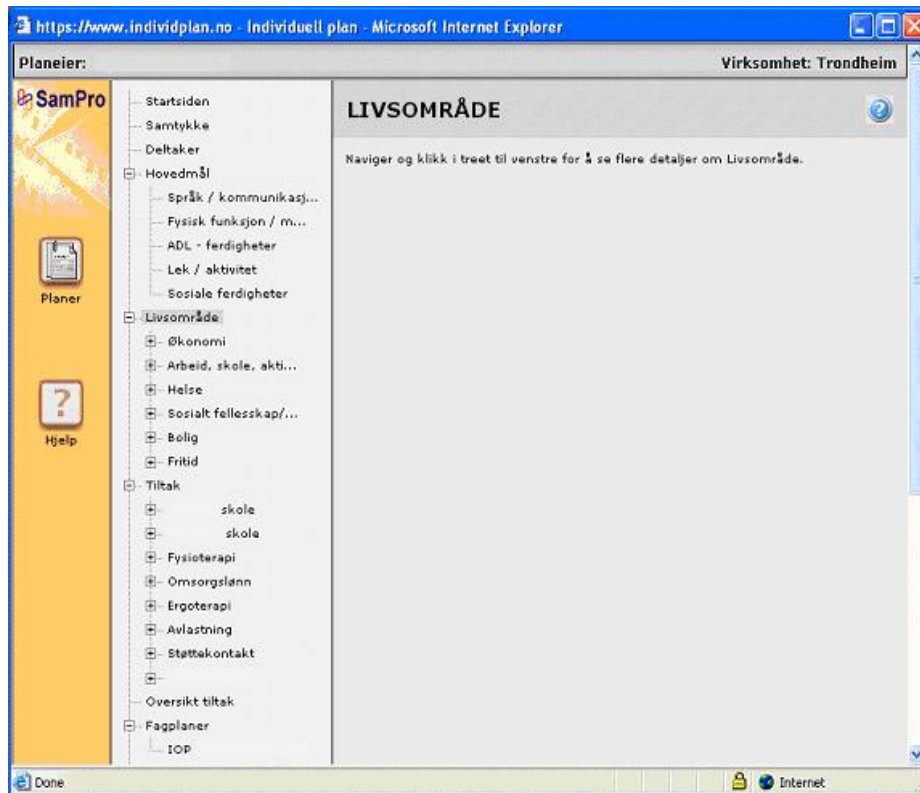 https://www.individplan.no - Individuell plan - Microsoft Internet Explorer
Planeier:
Virksomhet: Trondheim
SamPro
Planer
Hjelp
Startsiden
Samtykke
Deltaker
Hovedmål
Språk / kommunikasj...
Fysisk funksjon / m...
ADL - ferdigheter
Lek / aktivitet
Sosiale ferdigheter
Livsområde
Økonomi
Arbeid, skole, akti...
Helse
Sosialt fellesskap/...
Bolig
Fritid
Tiltak
skole
skole
Fysioterapi
Omsorgslønn
Ergoterapi
Avlastning
Støttekontakt
Oversikt tiltak
Fagplaner
IOP
LIVSOMRÅDE
Naviger og klikk i treet til venstre for å se flere detaljer om Livsområde.
Done
Internet